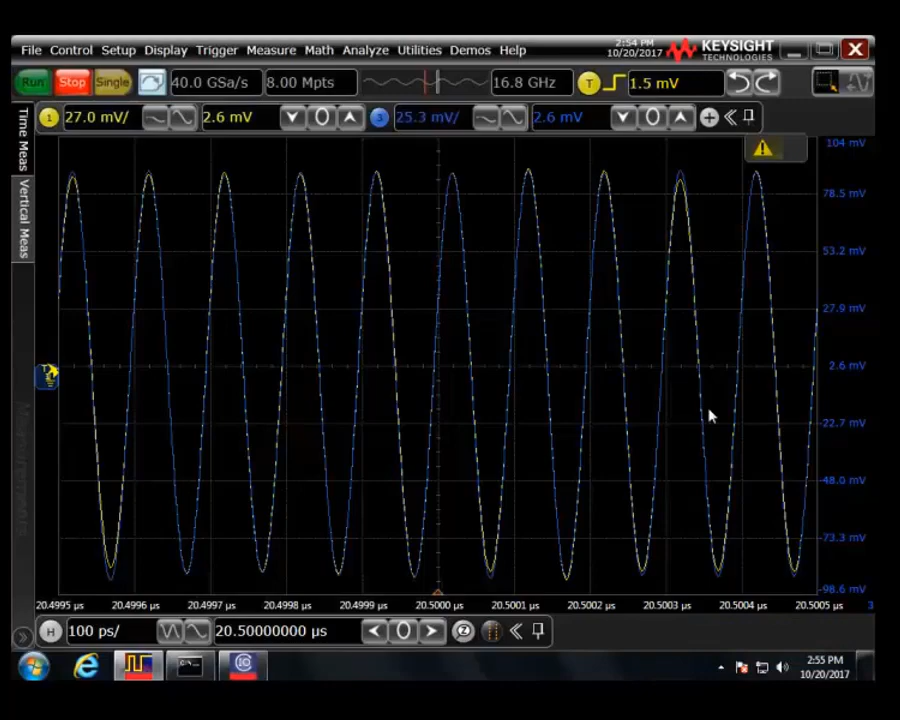 File Control Setup Display Trigger Measure Math Analyze Utilities Demos Help
2:54 PM
10/20/2017
KEYSIGHT
TECHNOLOGIES
Run Stop Single 40.0 GSa/s 8.00 Mpts 16.8 GHz T 1.5 mV
1 27.0 mV/ 2.6 mV 0 3 25.3 mV/ 2.6 mV 0
Time Meas
Vertical Meas
Measurements
104 mV
78.5 mV
53.2 mV
27.9 mV
2.6 mV
-22.7 mV
-48.0 mV
-73.3 mV
-98.6 mV
20.4995 µs 20.4996 µs 20.4997 µs 20.4998 µs 20.4999 µs 20.5000 µs 20.5001 µs 20.5002 µs 20.5003 µs 20.5004 µs 20.5005 µs 3
H 100 ps/ 20.50000000 µs 0
2:55 PM
10/20/2017